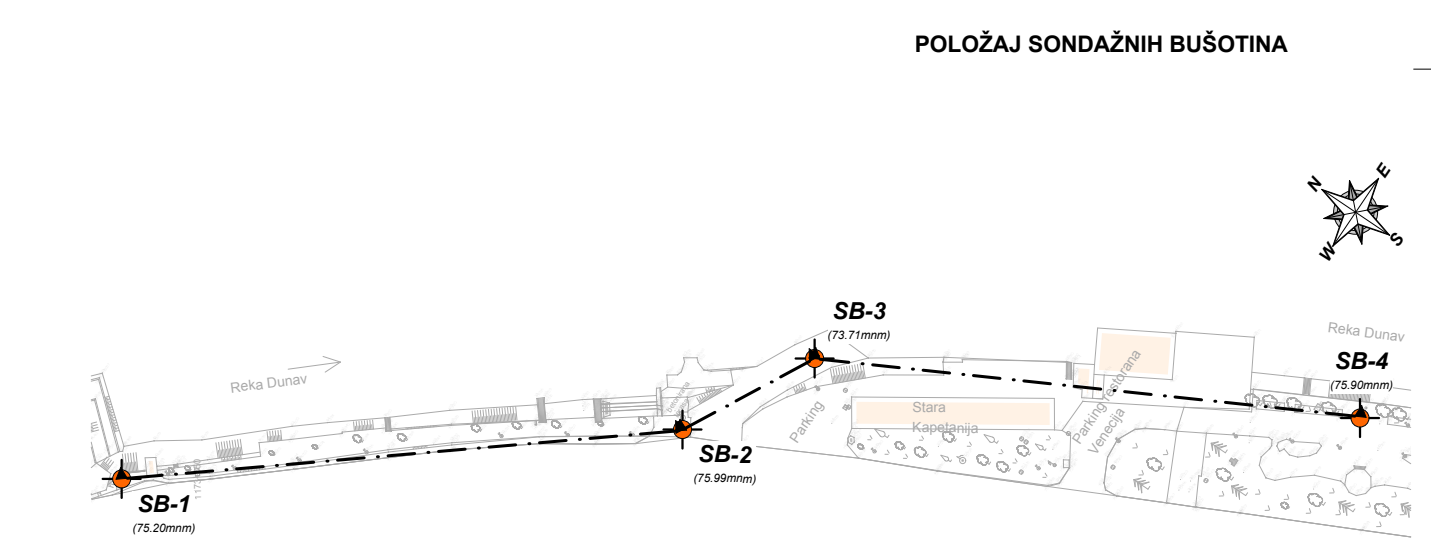 POLOŽAJ SONDAŽNIH BUŠOTINA
N
E
W
S
SB-3
(73.71mnm)
Reka Dunav
SB-4
(75.90mnm)
Reka Dunav
Stara
Kapetanija
Parking
Parking restorana
Venecija
SB-2
(75.99mnm)
SB-1
(75.20mnm)